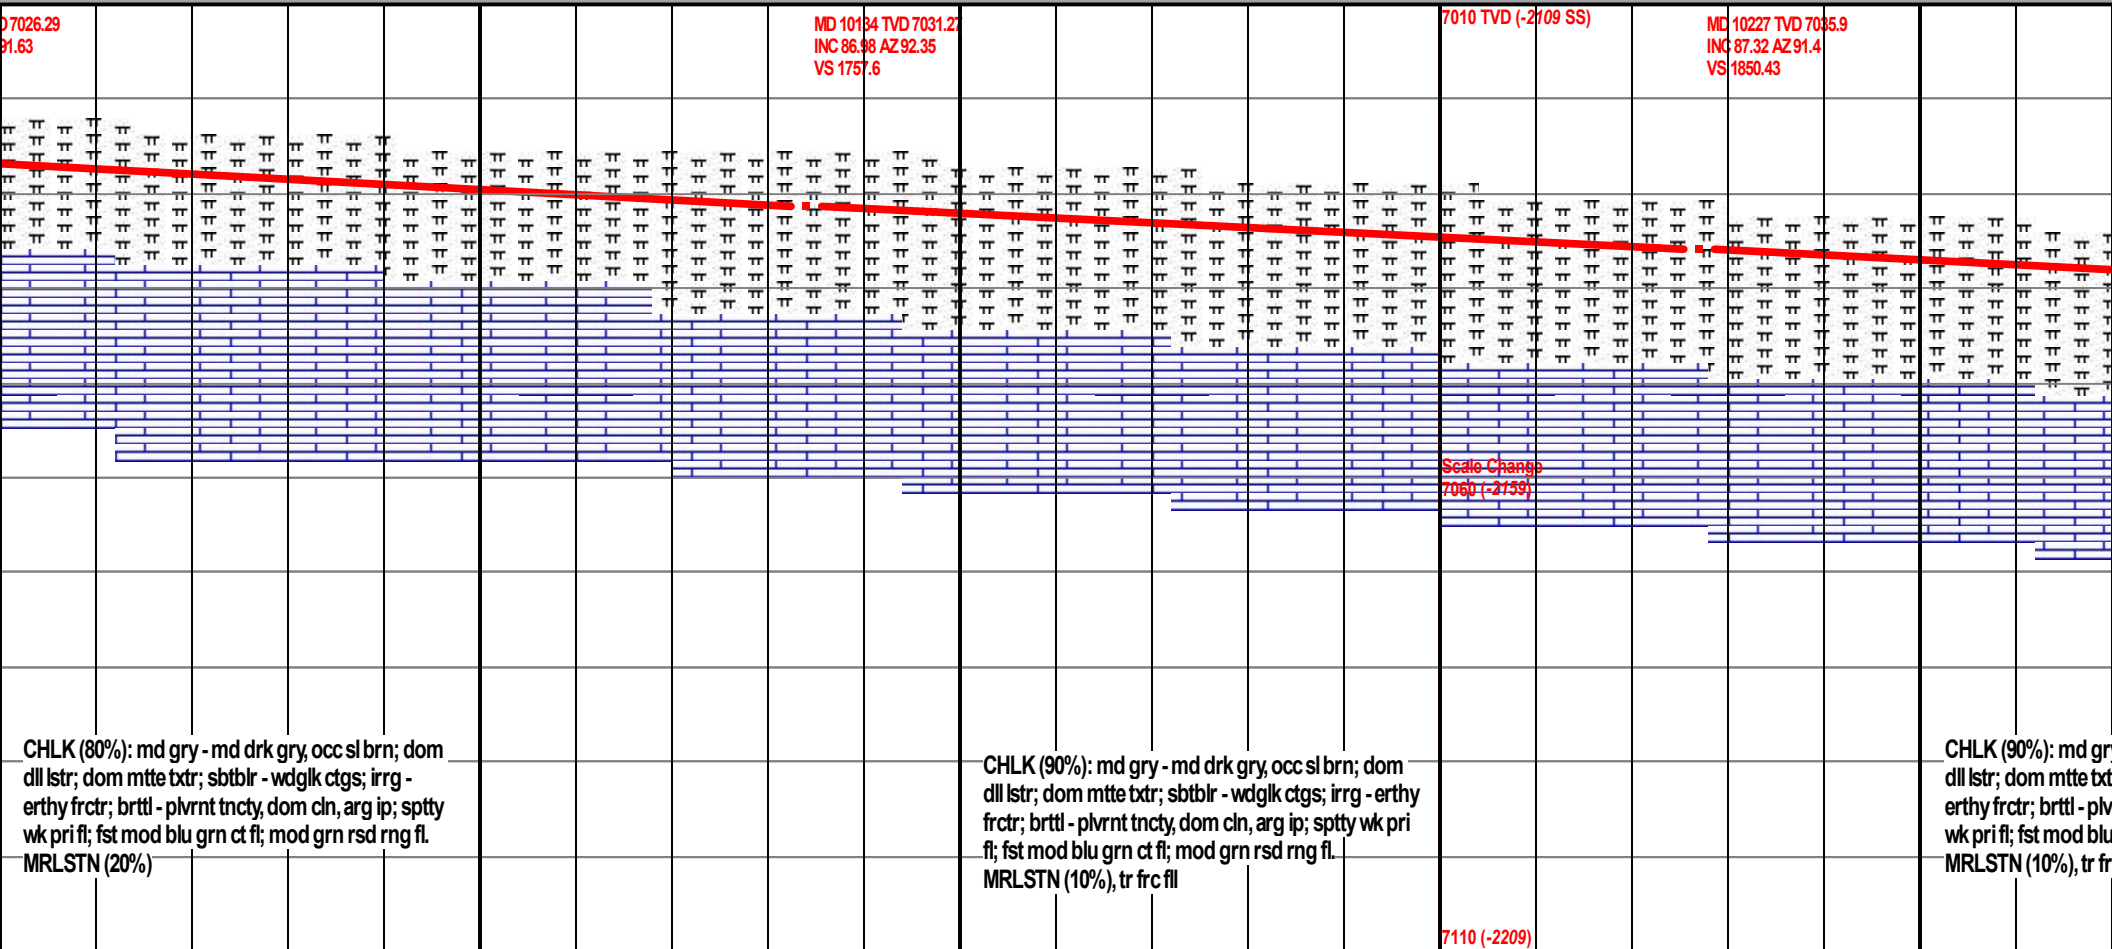 7026.29
91.63
MD 10134 TVD 7031.27
INC 86.98 AZ 92.35
VS 1757.6
7010 TVD (-2109 SS)
MD 10227 TVD 7035.9
INC 87.32 AZ 91.4
VS 1850.43
Scale Change
7060 (-2159)
CHLK (80%): md gry - md drk gry, occ sl brn; dom
dll lstr; dom mtte txtr; sbtblr - wdglk ctgs; irrg -
erthy frctr; brttl - plvrnt tncty, dom cln, arg ip; sptty
wk pri fl; fst mod blu grn ct fl; mod grn rsd rng fl.
MRLSTN (20%)
CHLK (90%): md gry - md drk gry, occ sl brn; dom
dll lstr; dom mtte txtr; sbtblr - wdglk ctgs; irrg - erthy
frctr; brttl - plvrnt tncty, dom cln, arg ip; sptty wk pri
fl; fst mod blu grn ct fl; mod grn rsd rng fl.
MRLSTN (10%), tr frc fll
CHLK (90%): md gry
dll lstr; dom mtte txt
erthy frctr; brttl - plv
wk pri fl; fst mod blu
MRLSTN (10%), tr fr
7110 (-2209)